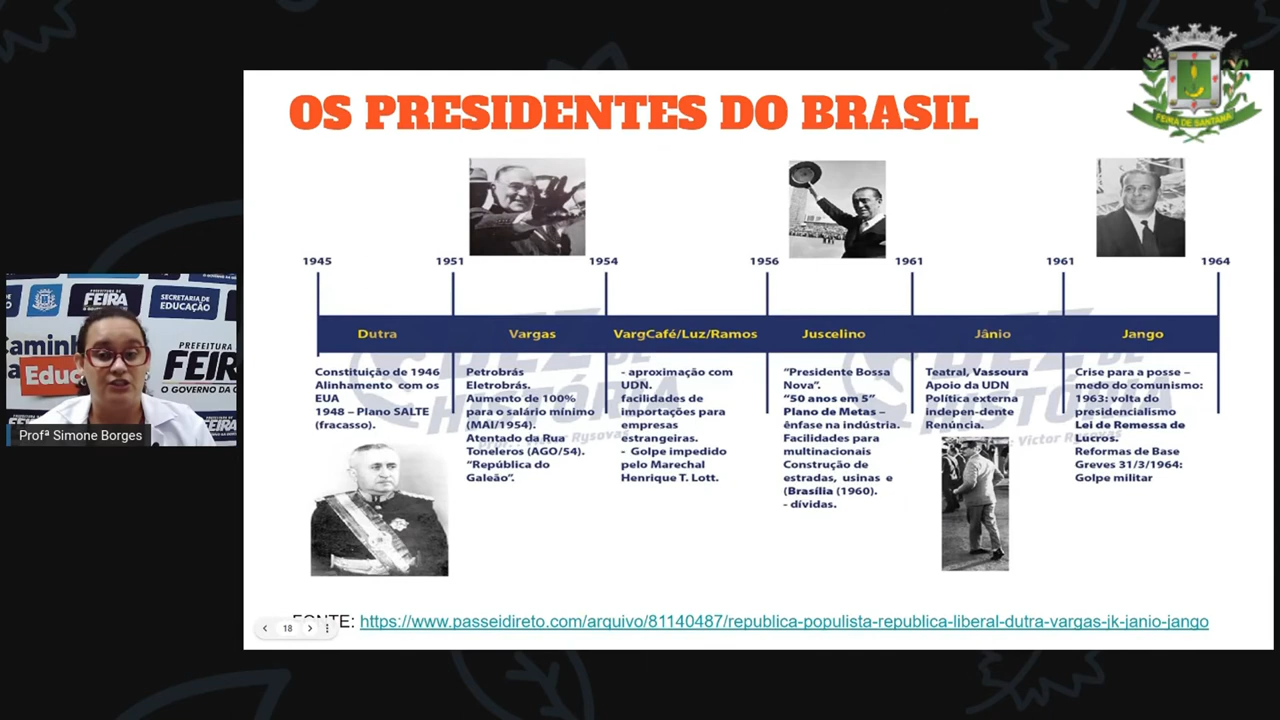 OS PRESIDENTES DO BRASIL
FEIRA DE SANTANA
1945
1951
1954
1956
1961
1961
1964
Dutra
Vargas
VargCafé/Luz/Ramos
Juscelino
Jânio
Jango
Constituição de 1946
Alinhamento com os
EUA
1948 – Plano SALTE
(fracasso).
Petrobrás
Eletrobrás.
Aumento de 100%
para o salário mínimo
(MAI/1954).
Atentado da Rua
Toneleros (AGO/54).
“República do
Galeão”.
- aproximação com
UDN.
facilidades de
importações para
empresas
estrangeiras.
- Golpe impedido
pelo Marechal
Henrique T. Lott.
“Presidente Bossa
Nova”.
“50 anos em 5”
Plano de Metas –
ênfase na indústria.
Facilidades para
multinacionais
Construção de
estradas, usinas e
(Brasília (1960).
- dívidas.
Teatral, Vassoura
Apoio da UDN
Política externa
indepen-dente
Renúncia.
Crise para a posse –
medo do comunismo:
1963: volta do
presidencialismo
Lei de Remessa de
Lucros.
Reformas de Base
Greves 31/3/1964:
Golpe militar
DE
HISTÓRIA
Victor Rysovas
FONTE: https://www.passeidireto.com/arquivo/81140487/republica-populista-republica-liberal-dutra-vargas-jk-janio-jango
18
FEIRA
SECRETARIA DE
EDUCAÇÃO
PREFEITURA
FEIR
O GOVERNO DA
Caminh
Educ
Profª Simone Borges